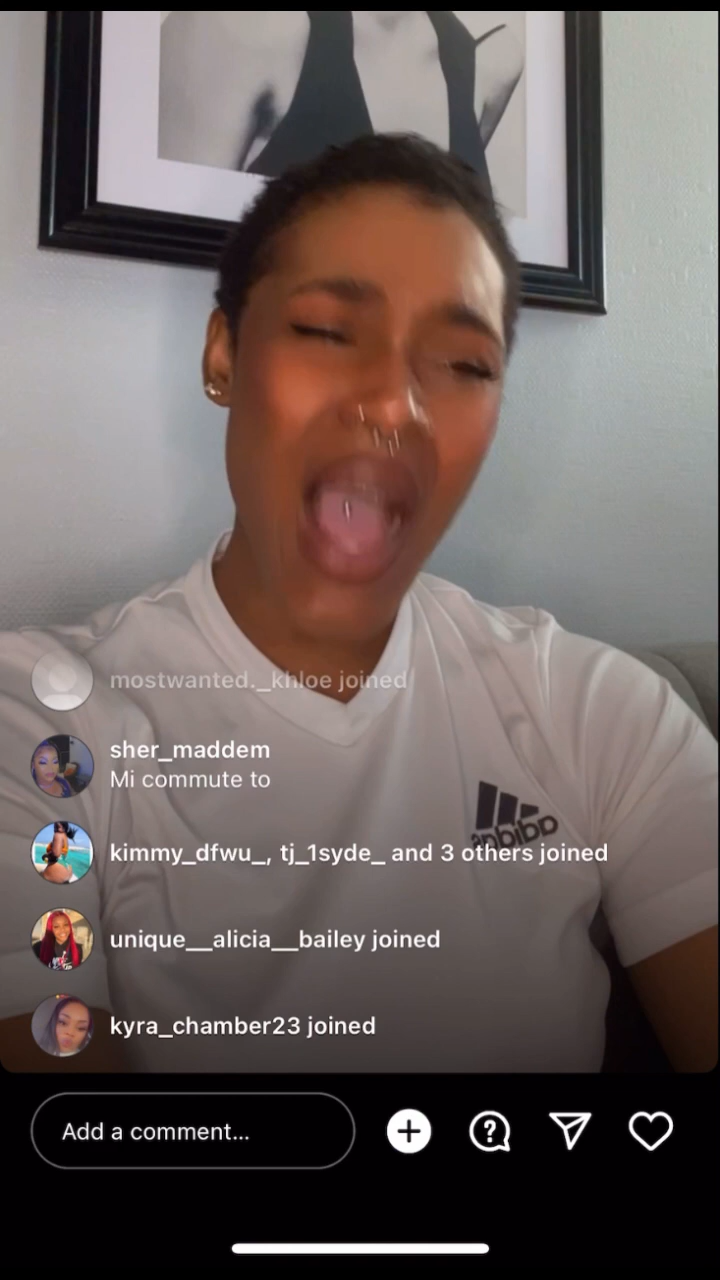 mostwanted._khloe joined
sher_maddem
Mi commute to
adidas
kimmy_dfwu_, tj_1syde_ and 3 others joined
unique__alicia__bailey joined
kyra_chamber23 joined
Add a comment...